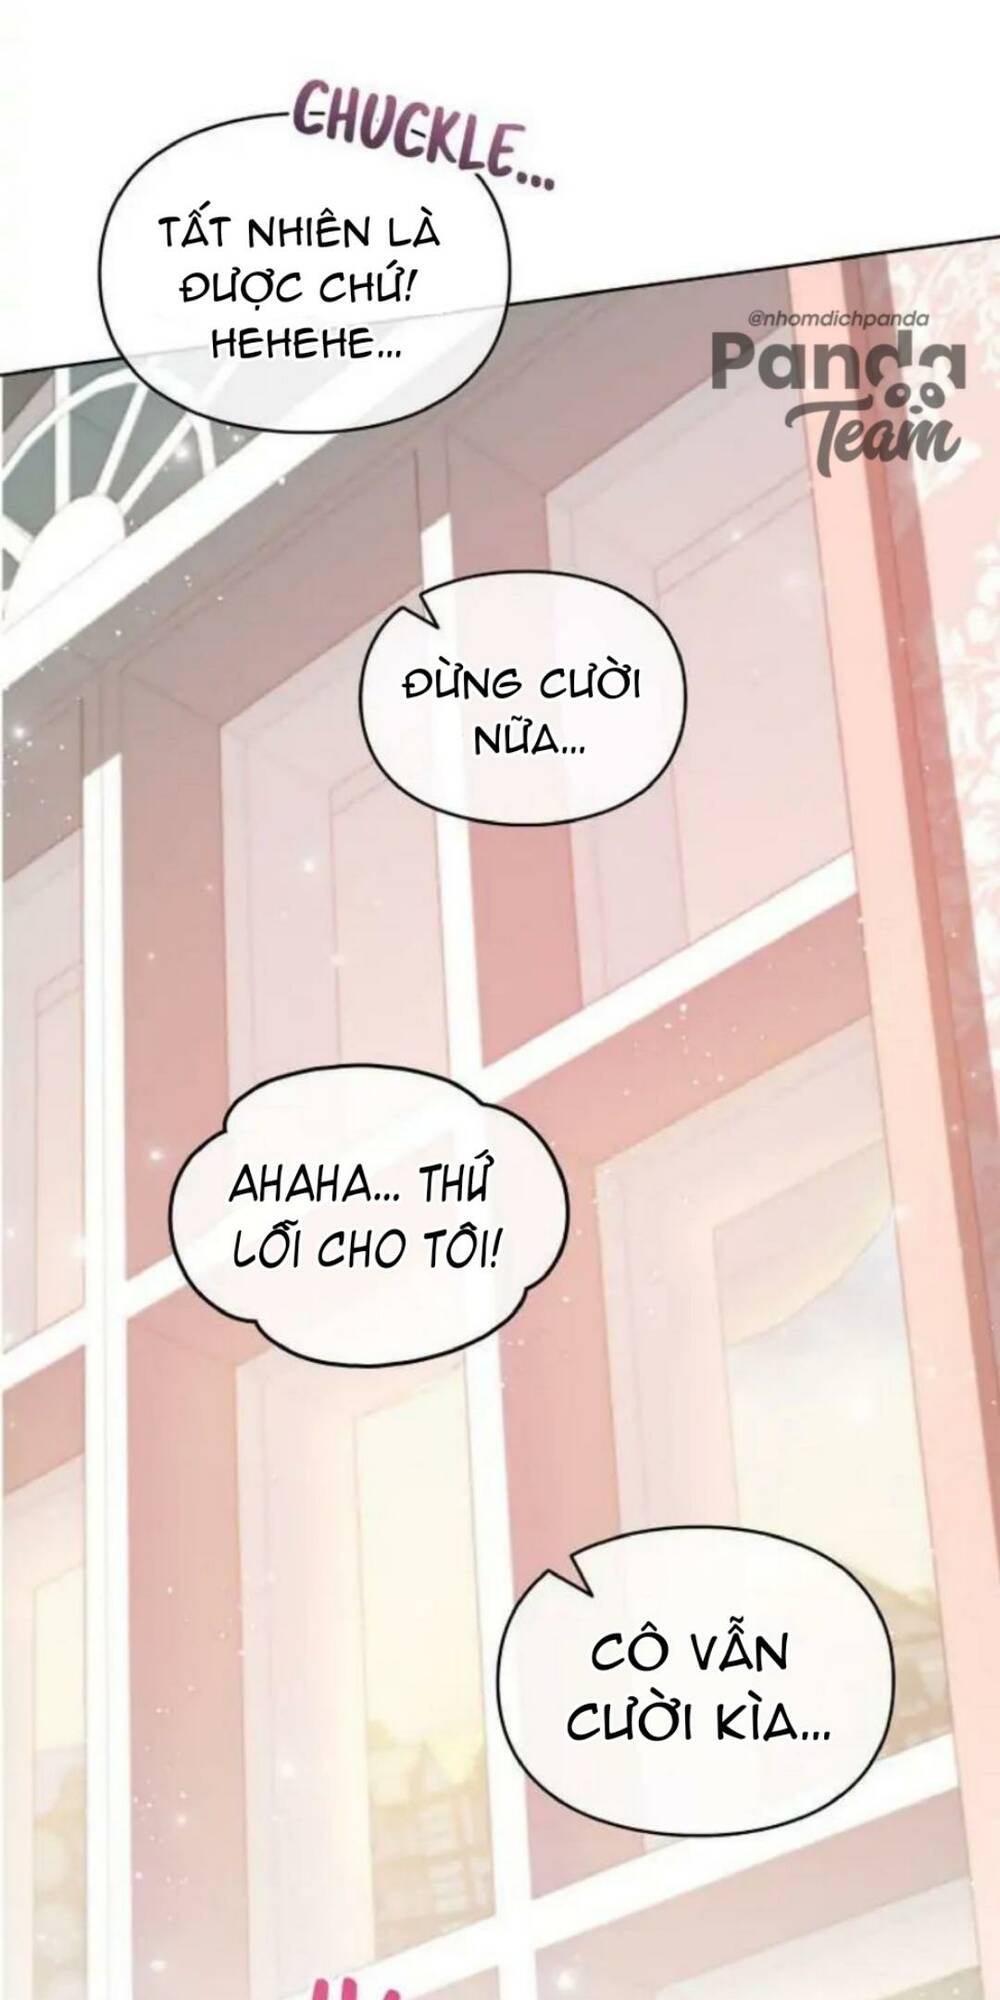 CHUCKLE...
TẤT NHIÊN LÀ
ĐƯỢC CHỨ!
HEHEHE...
@nhomdichpanda
Panda
Team
ĐỪNG CƯỜI
NỮA...
AHAHA... THỨ
LỖI CHO TÔI!
CÔ VẪN
CƯỜI KÌA...